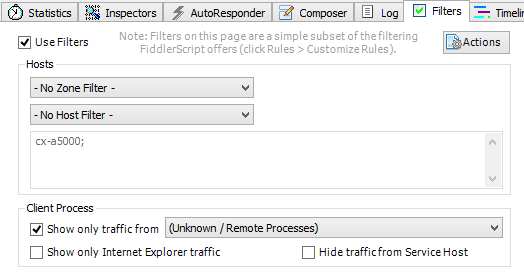 Statistics Inspectors AutoResponder Composer Log Filters Timelin
Use Filters
Note: Filters on this page are a simple subset of the filtering
FiddlerScript offers (click Rules > Customize Rules).
Actions
Hosts
- No Zone Filter -
- No Host Filter -
cx-a5000;
Client Process
Show only traffic from (Unknown / Remote Processes)
Show only Internet Explorer traffic Hide traffic from Service Host